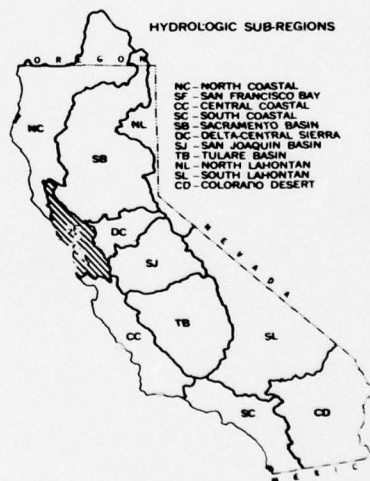 HYDROLOGIC SUB-REGIONS
OREGON
NC – NORTH COASTAL
SF – SAN FRANCISCO BAY
CC – CENTRAL COASTAL
SC – SOUTH COASTAL
SB – SACRAMENTO BASIN
DC – DELTA-CENTRAL SIERRA
SJ – SAN JOAQUIN BASIN
TB – TULARE BASIN
NL – NORTH LAHONTAN
SL – SOUTH LAHONTAN
CD – COLORADO DESERT
NC
NL
SB
DC
NEVADA
SJ
CC
TB
SL
SC
CD
MEXICO